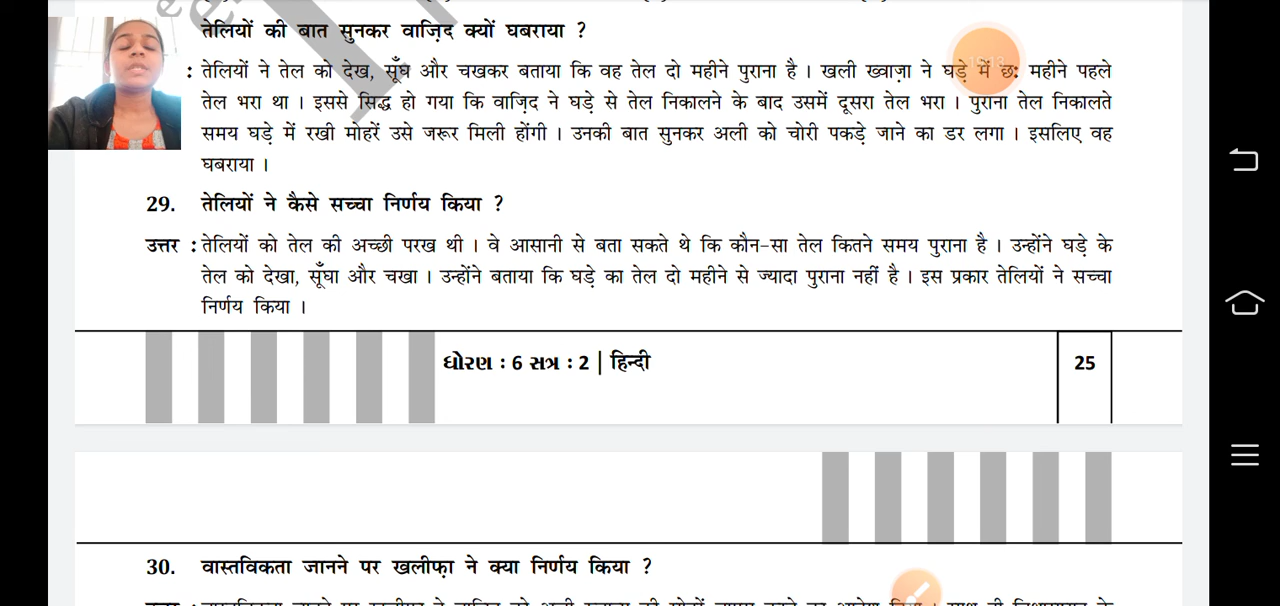 तेलियों की बात सुनकर वाज़िद क्यों घबराया ?
: तेलियों ने तेल को देख, सूँघ और चखकर बताया कि वह तेल दो महीने पुराना है । खली ख्वाज़ा ने घड़े में छः महीने पहले
तेल भरा था । इससे सिद्ध हो गया कि वाज़िद ने घड़े से तेल निकालने के बाद उसमें दूसरा तेल भरा । पुराना तेल निकालते
समय घड़े में रखी मोहरें उसे जरूर मिली होंगी । उनकी बात सुनकर अली को चोरी पकड़े जाने का डर लगा । इसलिए वह
घबराया ।
29. तेलियों ने कैसे सच्चा निर्णय किया ?
उत्तर : तेलियों को तेल की अच्छी परख थी । वे आसानी से बता सकते थे कि कौन-सा तेल कितने समय पुराना है । उन्होंने घड़े के
तेल को देखा, सूँघा और चखा । उन्होंने बताया कि घड़े का तेल दो महीने से ज्यादा पुराना नहीं है । इस प्रकार तेलियों ने सच्चा
निर्णय किया ।
ધોરણ : 6 સત્ર : 2 | हिन्दी 25
30. वास्तविकता जानने पर खलीफ़ा ने क्या निर्णय किया ?